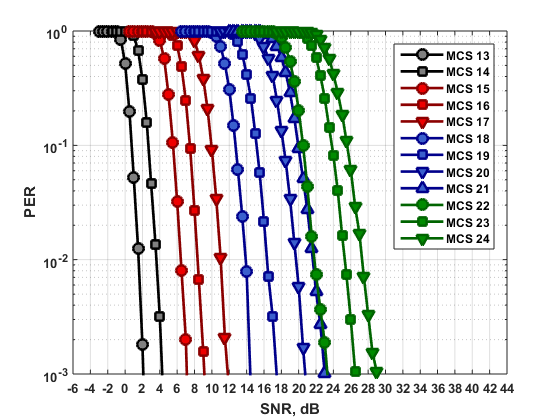 PER
10^0
10^-1
10^-2
10^-3
MCS 13
MCS 14
MCS 15
MCS 16
MCS 17
MCS 18
MCS 19
MCS 20
MCS 21
MCS 22
MCS 23
MCS 24
-6 -4 -2 0 2 4 6 8 10 12 14 16 18 20 22 24 26 28 30 32 34 36 38 40 42 44
SNR, dB